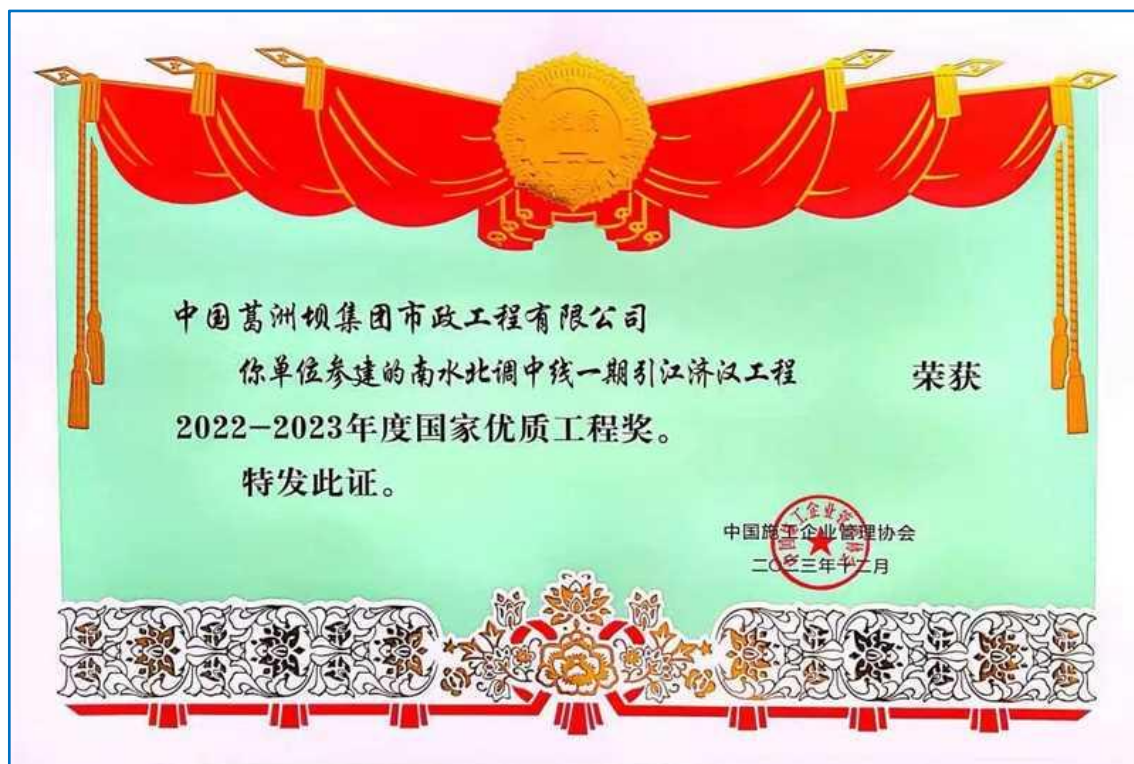 中国葛洲坝集团市政工程有限公司
你单位参建的南水北调中线一期引江济汉工程 荣获
2022-2023年度国家优质工程奖。
特发此证。
中国施工企业管理协会
二〇二三年十二月